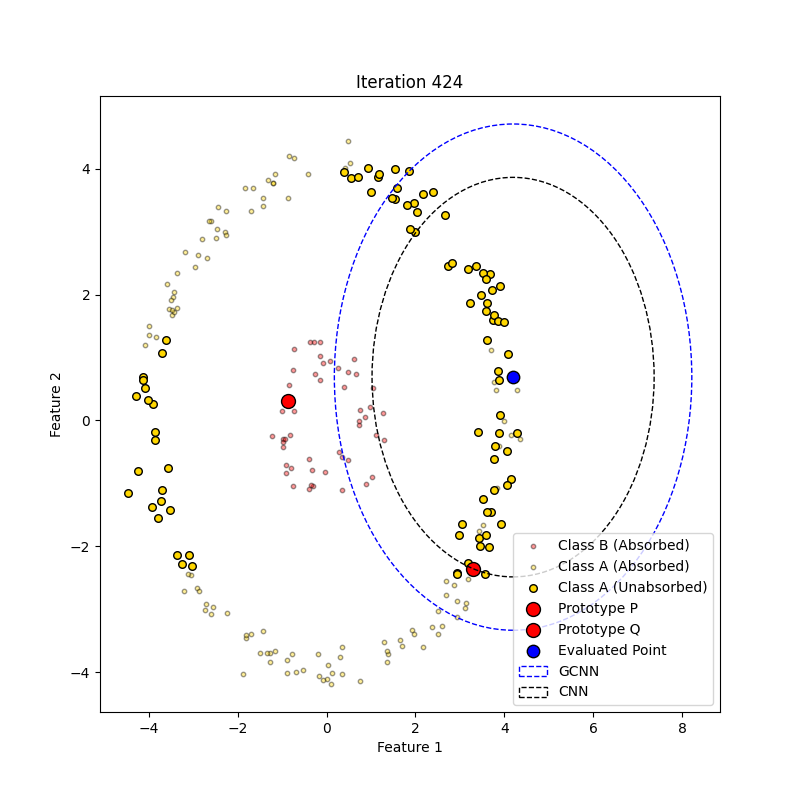 Iteration 424
Feature 2
4
2
0
−2
−4
Class B (Absorbed)
Class A (Absorbed)
Class A (Unabsorbed)
Prototype P
Prototype Q
Evaluated Point
GCNN
CNN
−4 −2 0 2 4 6 8
Feature 1